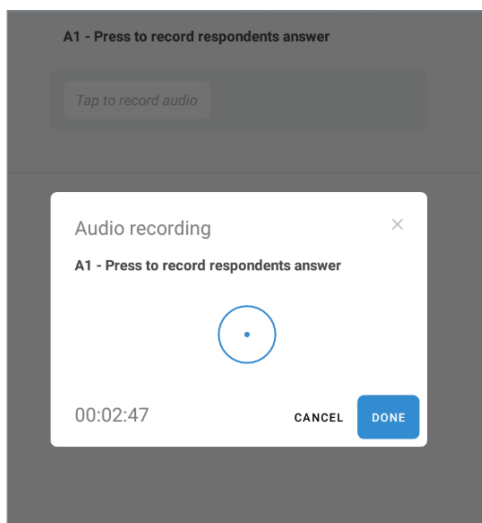 A1 - Press to record respondents answer
Tap to record audio
Audio recording
A1 - Press to record respondents answer
00:02:47
CANCEL
DONE